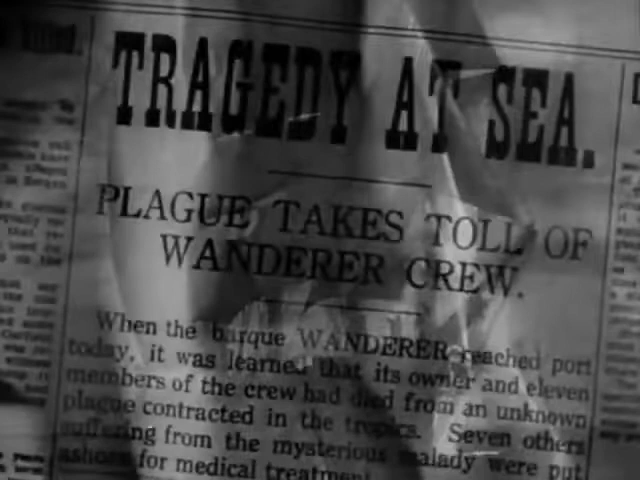 TRAGEDY AT SEA.
PLAGUE TAKES TOLL OF
WANDERER CREW.
When the barque WANDERER reached port
today, it was learned that its owner and eleven
members of the crew had died from an unknown
plague contracted in the tropics. Seven others
suffering from the mysterious malady were put
ashore for medical treatment